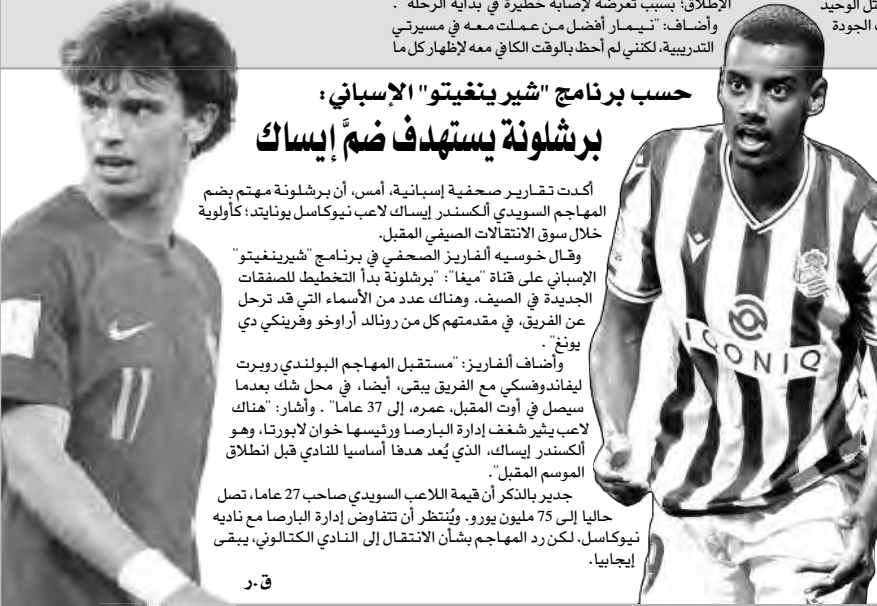 الإطلاق؛ بسبب تعرضه لإصابة خطيرة في بداية الرحلة" .
وأضاف: "نيمار أفضل من عملت معه في مسيرتي
التدريبية، لكنني لم أحظ بالوقت الكافي معه لإظهار كل ما
الوحيد
الجودة
حسب برنامج "شيرينغيتو" الإسباني:
برشلونة يستهدف ضمَّ إيساك
أكدت تقارير صحفية إسبانية، أمس، أن برشلونة مهتم بضم
المهاجم السويدي ألكسندر إيساك لاعب نيوكاسل يونايتد؛ كأولوية
خلال سوق الانتقالات الصيفي المقبل.
وقال خوسيه ألفاريز الصحفي في برنامج "شيرينغيتو"
الإسباني على قناة "ميغا": "برشلونة بدأ التخطيط للصفقات
الجديدة في الصيف. وهناك عدد من الأسماء التي قد ترحل
عن الفريق، في مقدمتهم كل من رونالد أراوخو وفرينكي دي
يونغ" .
وأضاف ألفاريز: "مستقبل المهاجم البولندي روبرت
ليفاندوفسكي مع الفريق يبقى، أيضا، في محل شك بعدما
سيصل في أوت المقبل، عمره، إلى 37 عاما" . وأشار: "هناك
لاعب يثير شغف إدارة البارصا ورئيسها خوان لابورتا، وهو
ألكسندر إيساك، الذي يُعد هدفا أساسيا للنادي قبل انطلاق
الموسم المقبل".
جدير بالذكر أن قيمة اللاعب السويدي صاحب 27 عاما، تصل
حاليا إلى 75 مليون يورو. ويُنتظر أن تتفاوض إدارة البارصا مع ناديه
نيوكاسل. لكن رد المهاجم بشأن الانتقال إلى النادي الكتالوني، يبقى
إيجابيا.
ق.ر
11
IQONIQ